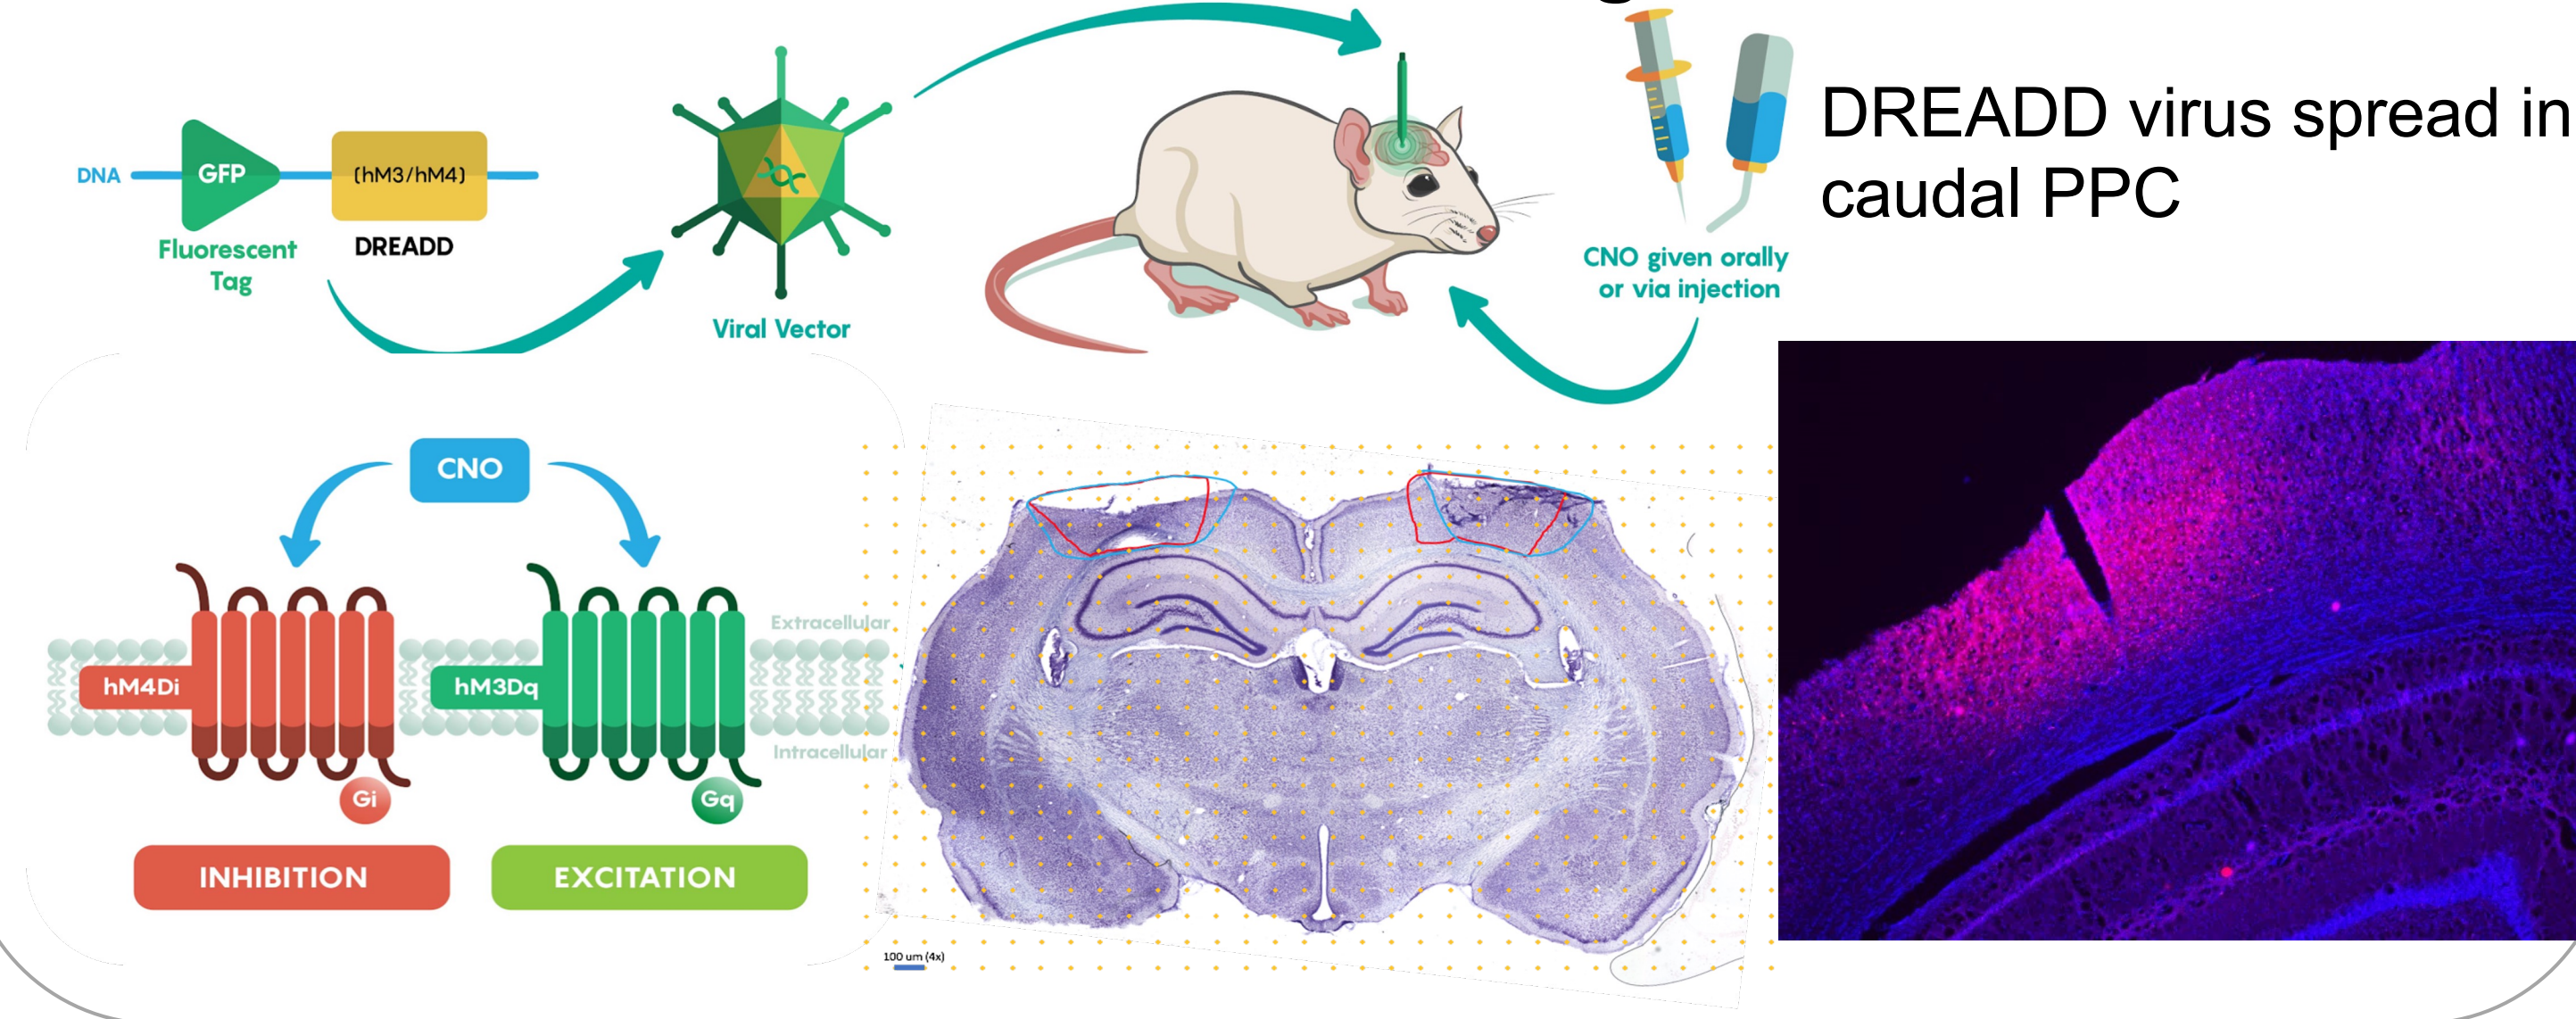 DNA
GFP
(hM3/hM4)
Fluorescent
Tag
DREADD
Viral Vector
CNO given orally
or via injection
DREADD virus spread in
caudal PPC
CNO
Extracellular
hM4Di
hM3Dq
Intracellular
Gi
Gq
INHIBITION
EXCITATION
100 um (4x)